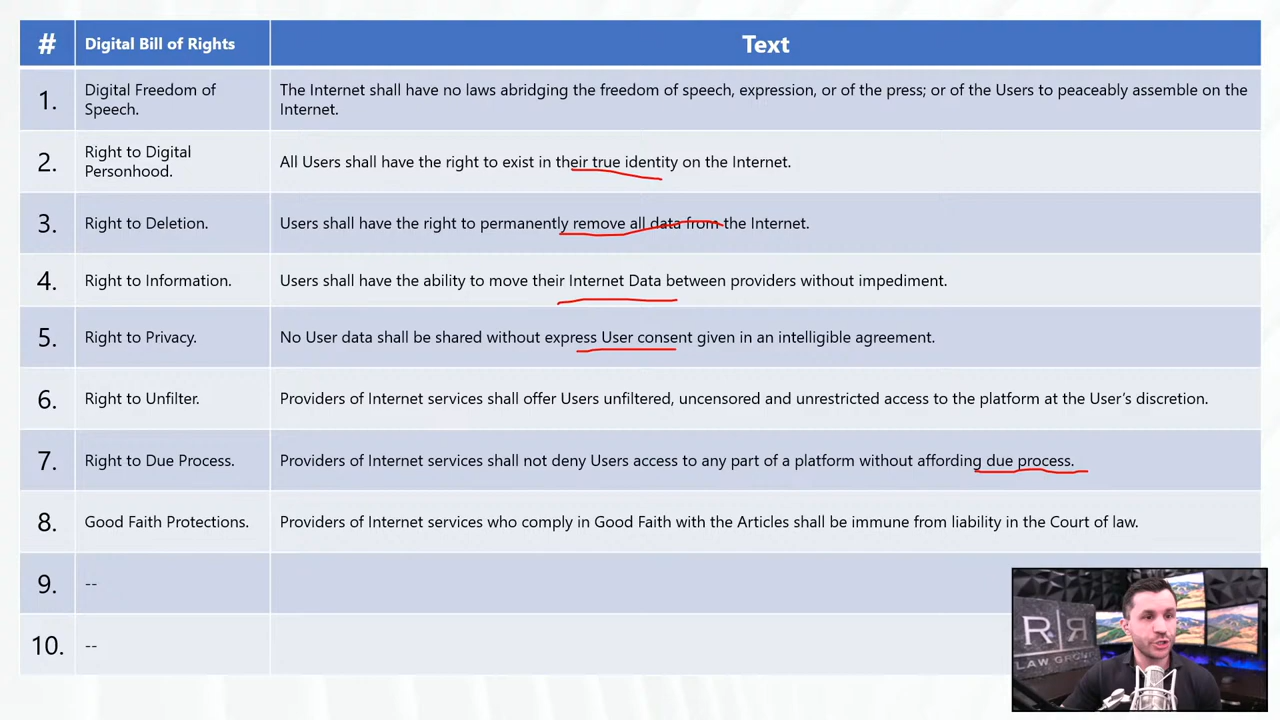 # Digital Bill of Rights Text
1. Digital Freedom of Speech. The Internet shall have no laws abridging the freedom of speech, expression, or of the press; or of the Users to peaceably assemble on the Internet.
2. Right to Digital Personhood. All Users shall have the right to exist in their true identity on the Internet.
3. Right to Deletion. Users shall have the right to permanently remove all data from the Internet.
4. Right to Information. Users shall have the ability to move their Internet Data between providers without impediment.
5. Right to Privacy. No User data shall be shared without express User consent given in an intelligible agreement.
6. Right to Unfilter. Providers of Internet services shall offer Users unfiltered, uncensored and unrestricted access to the platform at the User’s discretion.
7. Right to Due Process. Providers of Internet services shall not deny Users access to any part of a platform without affording due process.
8. Good Faith Protections. Providers of Internet services who comply in Good Faith with the Articles shall be immune from liability in the Court of law.
9. --
10. --
R|R
LAW GROUP